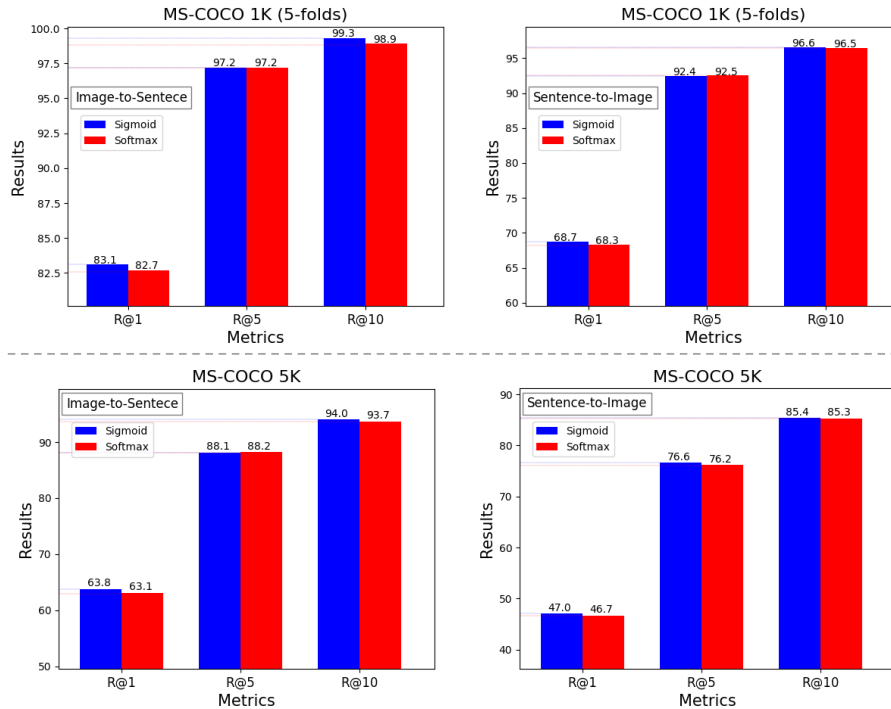 MS-COCO 1K (5-folds)
100.0
97.5
95.0
92.5
90.0
87.5
85.0
82.5
Results
Image-to-Sentece
Sigmoid
Softmax
83.1
82.7
97.2
97.2
99.3
98.9
R@1
R@5
R@10
Metrics
MS-COCO 1K (5-folds)
95
90
85
80
75
70
65
60
Results
Sentence-to-Image
Sigmoid
Softmax
68.7
68.3
92.4
92.5
96.6
96.5
R@1
R@5
R@10
Metrics
MS-COCO 5K
90
80
70
60
50
Results
Image-to-Sentece
Sigmoid
Softmax
63.8
63.1
88.1
88.2
94.0
93.7
R@1
R@5
R@10
Metrics
MS-COCO 5K
90
80
70
60
50
40
Results
Sentence-to-Image
Sigmoid
Softmax
47.0
46.7
76.6
76.2
85.4
85.3
R@1
R@5
R@10
Metrics